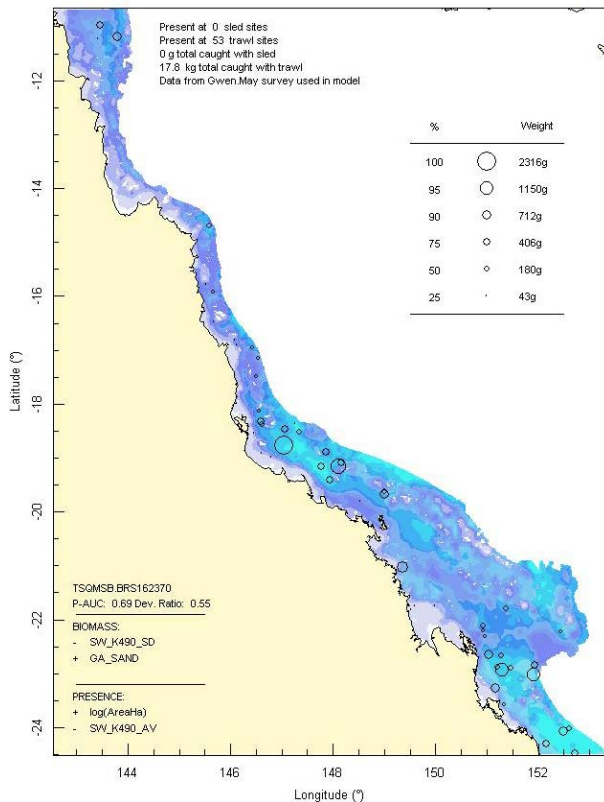 Present at 0 sled sites
Present at 53 trawl sites
0 g total caught with sled
17.8 kg total caught with trawl
Data from Gwen.May survey used in model
% Weight
100 2316g
95 1150g
90 712g
75 406g
50 180g
25 43g
-12
-14
-16
-18
-20
-22
-24
Latitude (°)
TSQMSB.BRS162370
P-AUC: 0.69 Dev. Ratio: 0.55
BIOMASS:
- SW_K490_SD
+ GA_SAND
PRESENCE:
+ log(AreaHa)
- SW_K490_AV
144 146 148 150 152
Longitude (°)